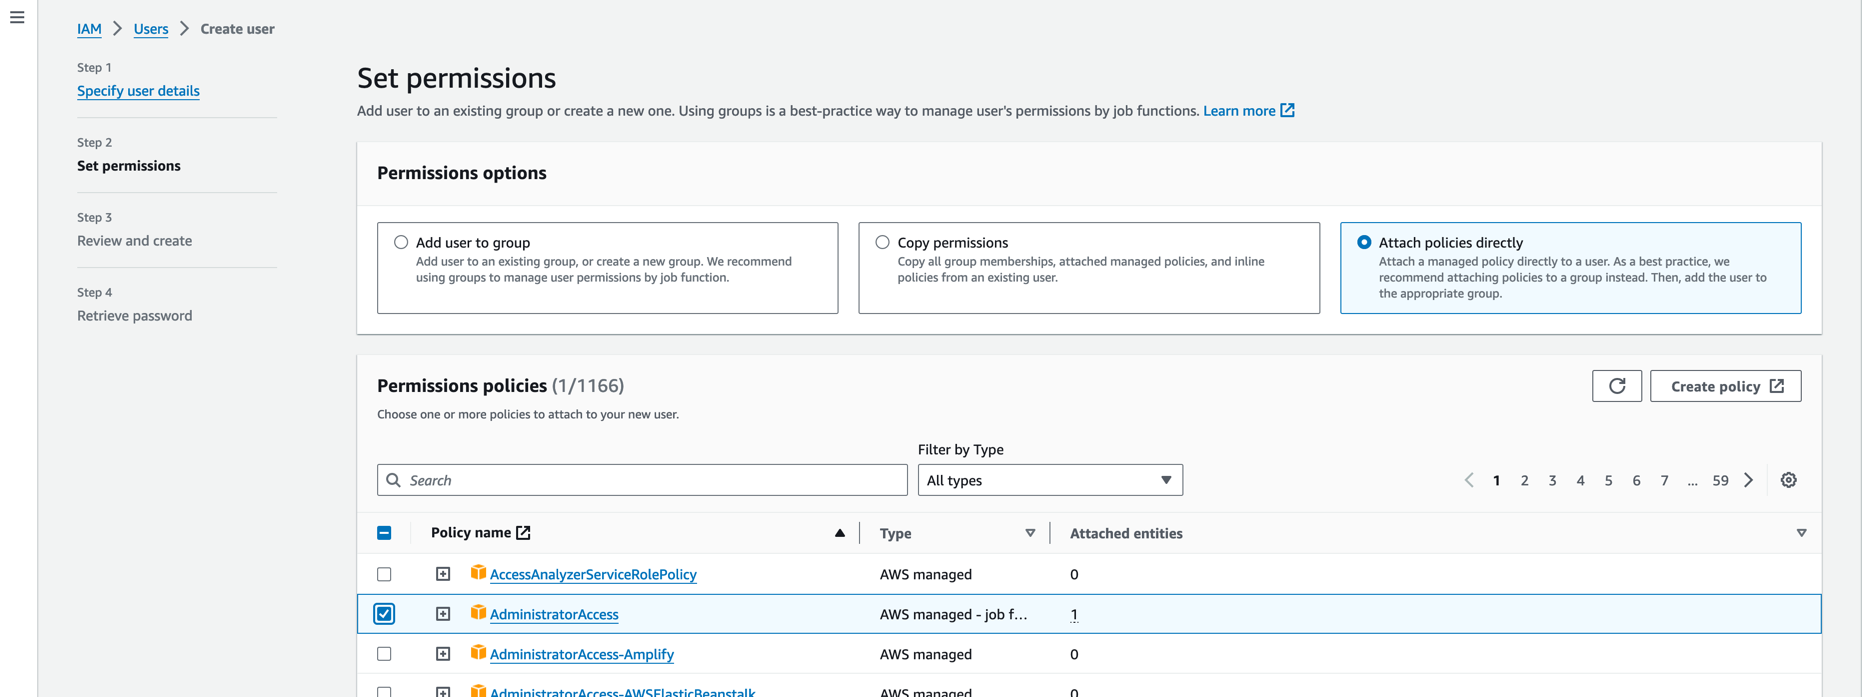 IAM > Users > Create user
Step 1
Specify user details
Step 2
Set permissions
Step 3
Review and create
Step 4
Retrieve password
Set permissions
Add user to an existing group or create a new one. Using groups is a best-practice way to manage user's permissions by job functions. Learn more
Permissions options
Add user to group
Add user to an existing group, or create a new group. We recommend
using groups to manage user permissions by job function.
Copy permissions
Copy all group memberships, attached managed policies, and inline
policies from an existing user.
Attach policies directly
Attach a managed policy directly to a user. As a best practice, we
recommend attaching policies to a group instead. Then, add the user to
the appropriate group.
Permissions policies (1/1166)
Create policy
Choose one or more policies to attach to your new user.
Filter by Type
Search
All types
1 2 3 4 5 6 7 ... 59
Policy name Type Attached entities
AccessAnalyzerServiceRolePolicy AWS managed 0
AdministratorAccess AWS managed - job f... 1
AdministratorAccess-Amplify AWS managed 0
AdministratorAccess-AWSElasticBeanstalk AWS managed 0